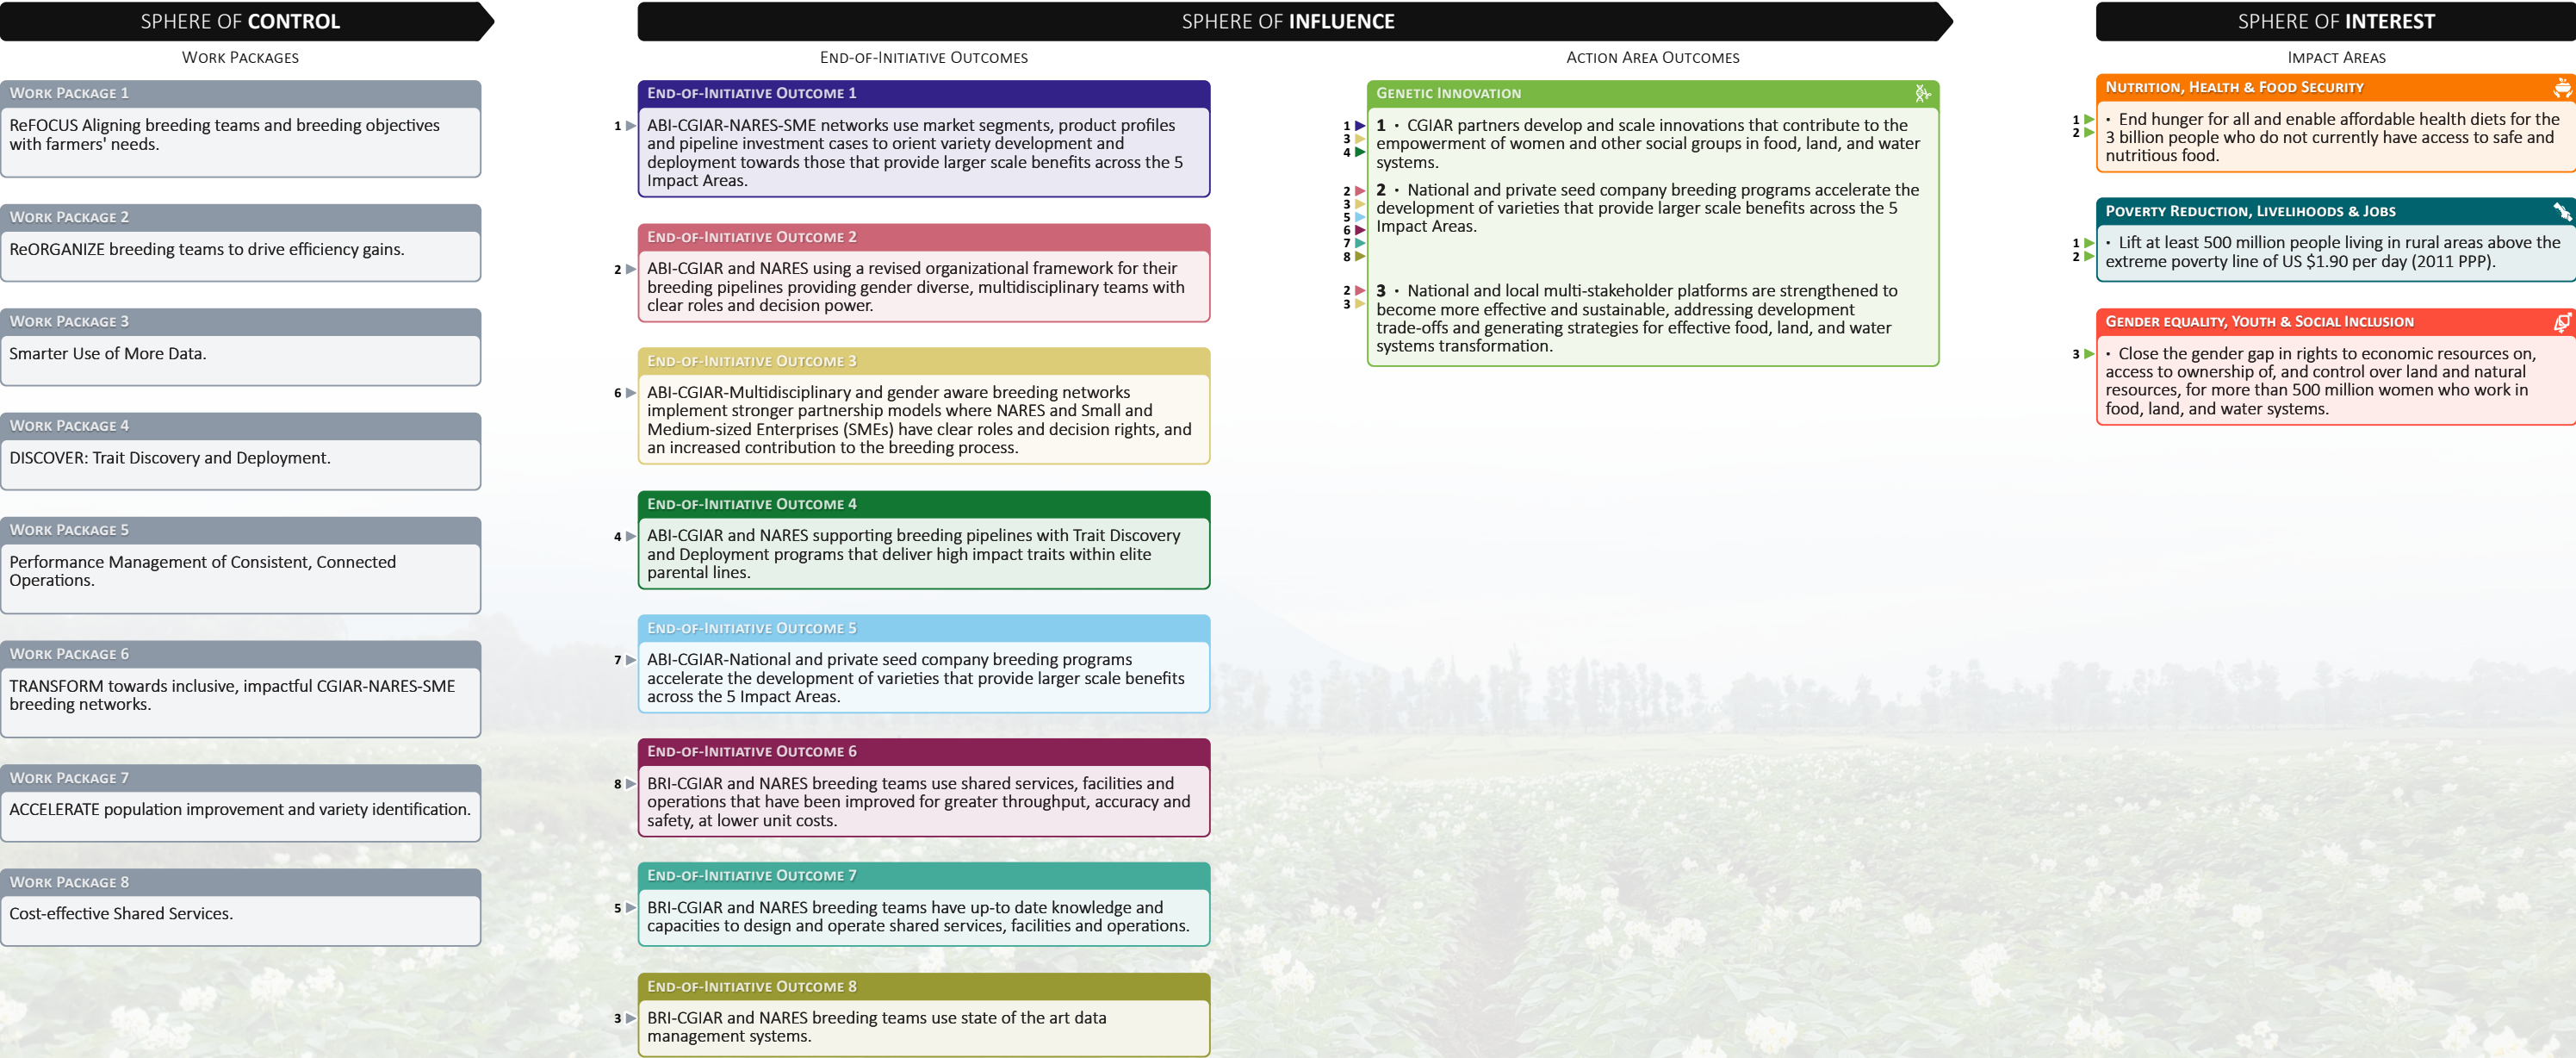 SPHERE OF CONTROL
WORK PACKAGES
WORK PACKAGE 1
ReFOCUS Aligning breeding teams and breeding objectives
with farmers' needs.
WORK PACKAGE 2
ReORGANIZE breeding teams to drive efficiency gains.
WORK PACKAGE 3
Smarter Use of More Data.
WORK PACKAGE 4
DISCOVER: Trait Discovery and Deployment.
WORK PACKAGE 5
Performance Management of Consistent, Connected
Operations.
WORK PACKAGE 6
TRANSFORM towards inclusive, impactful CGIAR-NARES-SME
breeding networks.
WORK PACKAGE 7
ACCELERATE population improvement and variety identification.
WORK PACKAGE 8
Cost-effective Shared Services.
SPHERE OF INFLUENCE
END-OF-INITIATIVE OUTCOMES
END-OF-INITIATIVE OUTCOME 1
1
ABI-CGIAR-NARES-SME networks use market segments, product profiles
and pipeline investment cases to orient variety development and
deployment towards those that provide larger scale benefits across the 5
Impact Areas.
END-OF-INITIATIVE OUTCOME 2
2
ABI-CGIAR and NARES using a revised organizational framework for their
breeding pipelines providing gender diverse, multidisciplinary teams with
clear roles and decision power.
END-OF-INITIATIVE OUTCOME 3
6
ABI-CGIAR-Multidisciplinary and gender aware breeding networks
implement stronger partnership models where NARES and Small and
Medium-sized Enterprises (SMEs) have clear roles and decision rights, and
an increased contribution to the breeding process.
END-OF-INITIATIVE OUTCOME 4
4
ABI-CGIAR and NARES supporting breeding pipelines with Trait Discovery
and Deployment programs that deliver high impact traits within elite
parental lines.
END-OF-INITIATIVE OUTCOME 5
7
ABI-CGIAR-National and private seed company breeding programs
accelerate the development of varieties that provide larger scale benefits
across the 5 Impact Areas.
END-OF-INITIATIVE OUTCOME 6
8
BRI-CGIAR and NARES breeding teams use shared services, facilities and
operations that have been improved for greater throughput, accuracy and
safety, at lower unit costs.
END-OF-INITIATIVE OUTCOME 7
5
BRI-CGIAR and NARES breeding teams have up-to date knowledge and
capacities to design and operate shared services, facilities and operations.
END-OF-INITIATIVE OUTCOME 8
3
BRI-CGIAR and NARES breeding teams use state of the art data
management systems.
ACTION AREA OUTCOMES
GENETIC INNOVATION
1
3
4
1 · CGIAR partners develop and scale innovations that contribute to the
empowerment of women and other social groups in food, land, and water
systems.
2
3
5
6
7
8
2 · National and private seed company breeding programs accelerate the
development of varieties that provide larger scale benefits across the 5
Impact Areas.
2
3
3 · National and local multi-stakeholder platforms are strengthened to
become more effective and sustainable, addressing development
trade-offs and generating strategies for effective food, land, and water
systems transformation.
SPHERE OF INTEREST
IMPACT AREAS
NUTRITION, HEALTH & FOOD SECURITY
1
2
· End hunger for all and enable affordable health diets for the
3 billion people who do not currently have access to safe and
nutritious food.
POVERTY REDUCTION, LIVELIHOODS & JOBS
1
2
· Lift at least 500 million people living in rural areas above the
extreme poverty line of US $1.90 per day (2011 PPP).
GENDER EQUALITY, YOUTH & SOCIAL INCLUSION
3
· Close the gender gap in rights to economic resources on,
access to ownership of, and control over land and natural
resources, for more than 500 million women who work in
food, land, and water systems.